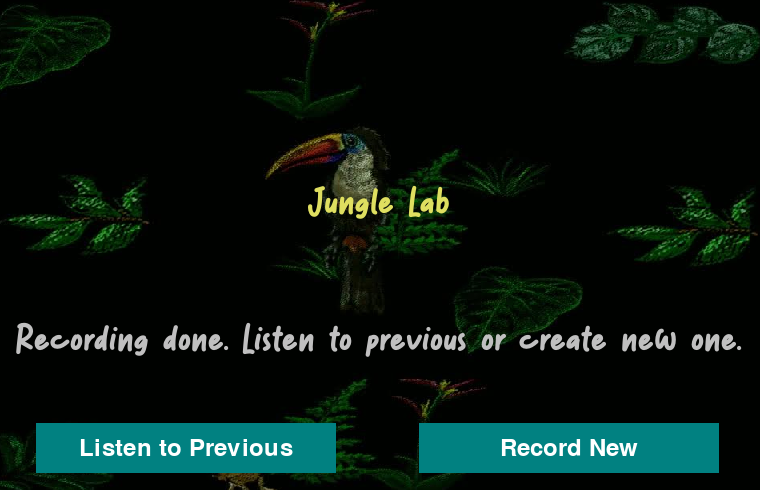 Jungle Lab
Recording done. Listen to previous or create new one.
Listen to Previous
Record New